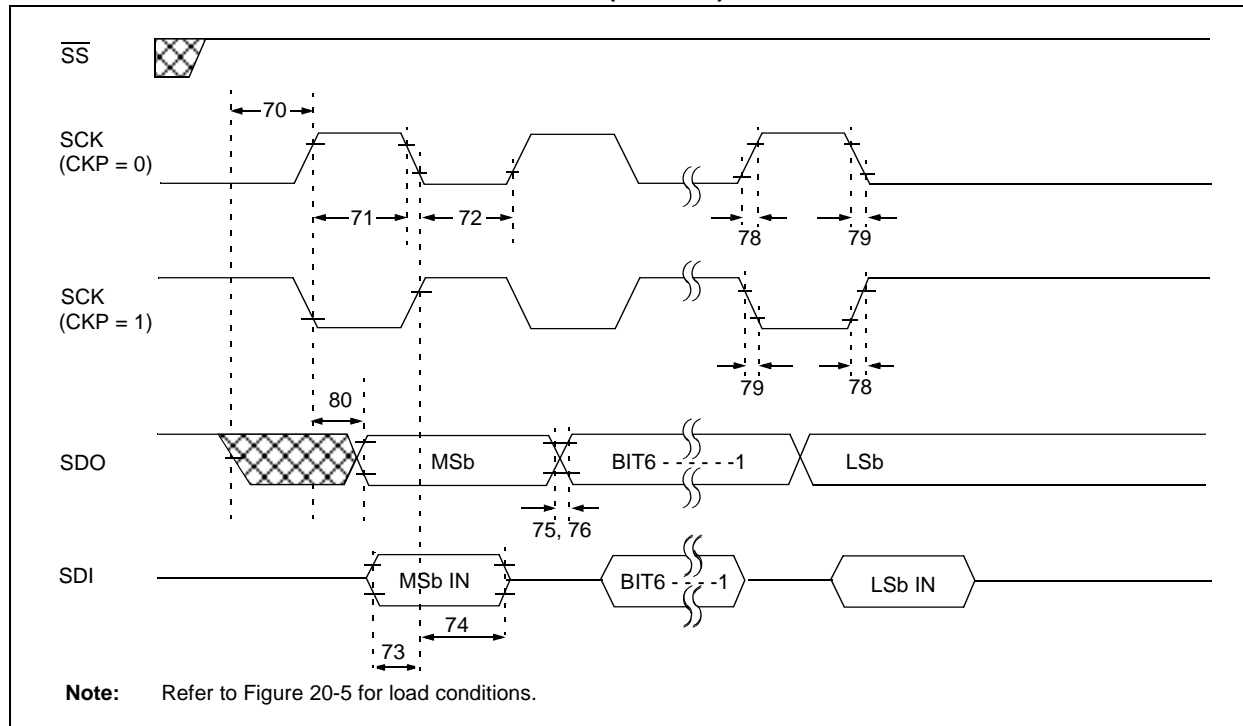 SS
70
SCK
(CKP = 0)
71
72
78
79
SCK
(CKP = 1)
79
78
80
SDO
MSb
BIT6 - - - - - -1
LSb
75, 76
SDI
MSb IN
BIT6 - - - - -1
LSb IN
74
73
Note: Refer to Figure 20-5 for load conditions.